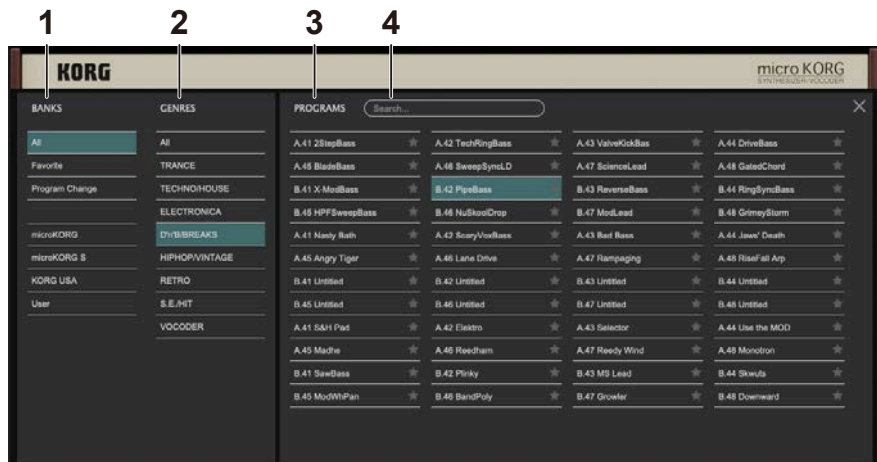 1 2 3 4
KORG
micro KORG
SYNTHESIZER/VOCODER
BANKS GENRES PROGRAMS Search...
All All A.41 2StepBass A.42 TechRingBass A.43 ValveKickBas A.44 DriveBass
Favorite TRANCE A.45 BladeBass A.46 SweepSyncLD A.47 ScienceLead A.48 GatedChord
Program Change TECHNO/HOUSE B.41 X-ModBass B.42 PipeBass B.43 ReverseBass B.44 RingSyncBass
ELECTRONICA B.45 HPFSweepBass B.46 NuSkoolDrop B.47 ModLead B.48 GrimeyStorm
microKORG D'n'B/BREAKS A.41 Nasty Bath A.42 ScaryVoxBass A.43 Bad Bass A.44 Jaws' Death
microKORG S HIPHOP/VINTAGE A.45 Angry Tiger A.46 Lane Drive A.47 Rampaging A.48 RiseFall Arp
KORG USA RETRO B.41 Untitled B.42 Untitled B.43 Untitled B.44 Untitled
User S.E./HIT B.45 Untitled B.46 Untitled B.47 Untitled B.48 Untitled
VOCODER A.41 S&H Pad A.42 Elektro A.43 Selector A.44 Use the MOD
A.45 Madhe A.46 Reedham A.47 Reedy Wind A.48 Monotron
B.41 SawBass B.42 Plinky B.43 MS Lead B.44 Skwuts
B.45 ModWhPan B.46 BandPoly B.47 Growler B.48 Downward